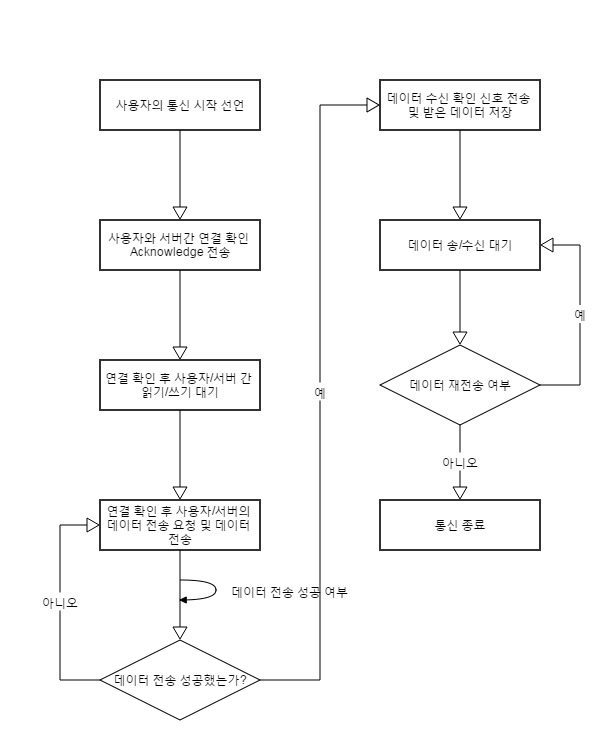 사용자의 통신 시작 선언
사용자와 서버간 연결 확인
Acknowledge 전송
연결 확인 후 사용자/서버 간
읽기/쓰기 대기
연결 확인 후 사용자/서버의
데이터 전송 요청 및 데이터
전송
데이터 전송 성공 여부
아니오
데이터 전송 성공했는가?
예
데이터 수신 확인 신호 전송
및 받은 데이터 저장
데이터 송/수신 대기
예
데이터 재전송 여부
아니오
통신 종료